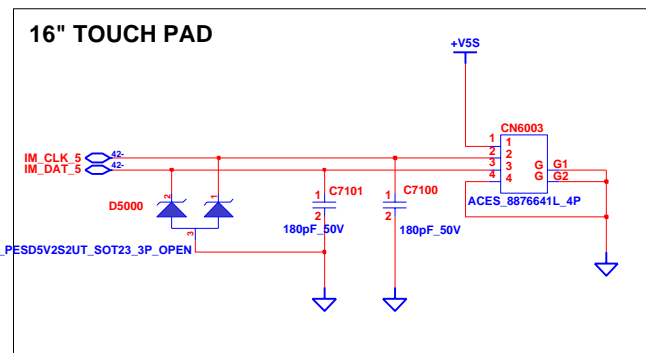 16" TOUCH PAD
+V5S
CN6003
1 1
2 2
3 3 G G1
4 4 G G2
ACES_8876641L_4P
IM_CLK_5 42-
IM_DAT_5 42-
2 1
D5000
3
_PESD5V2S2UT_SOT23_3P_OPEN
1 C7101
2
180pF_50V
1 C7100
2
180pF_50V